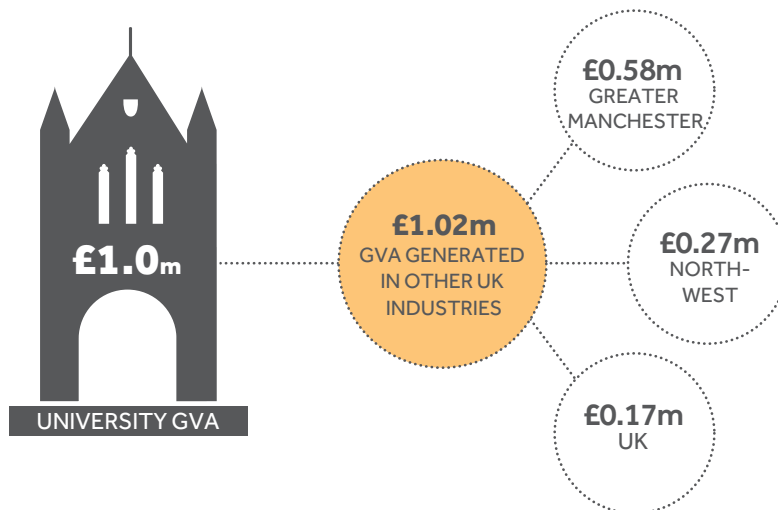 £1.0m
UNIVERSITY GVA
£1.02m
GVA GENERATED
IN OTHER UK
INDUSTRIES
£0.58m
GREATER
MANCHESTER
£0.27m
NORTH-
WEST
£0.17m
UK